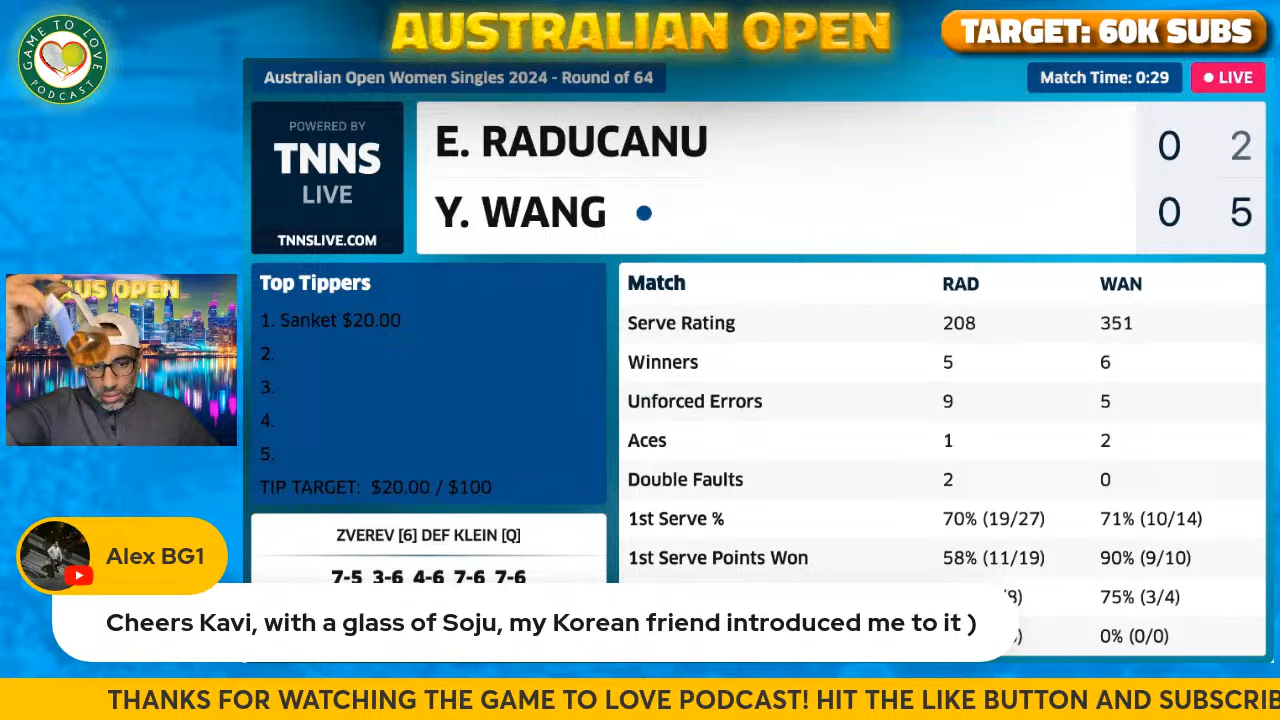 GAME TO LOVE
PODCAST
AUSTRALIAN OPEN
TARGET: 60K SUBS
Australian Open Women Singles 2024 - Round of 64
Match Time: 0:29
LIVE
POWERED BY
TNNS
LIVE
TNNSLIVE.COM
E. RADUCANU 0 2
Y. WANG 0 5
AUS OPEN
Top Tippers
1. Sanket $20.00
2.
3.
4.
5.
TIP TARGET: $20.00 / $100
ZVEREV [6] DEF KLEIN [Q]
7-5 3-6 4-6 7-6 7-6
Match RAD WAN
Serve Rating 208 351
Winners 5 6
Unforced Errors 9 5
Aces 1 2
Double Faults 2 0
1st Serve % 70% (19/27) 71% (10/14)
1st Serve Points Won 58% (11/19) 90% (9/10)
/8) 75% (3/4)
) 0% (0/0)
Alex BG1
Cheers Kavi, with a glass of Soju, my Korean friend introduced me to it )
THANKS FOR WATCHING THE GAME TO LOVE PODCAST! HIT THE LIKE BUTTON AND SUBSCRIB